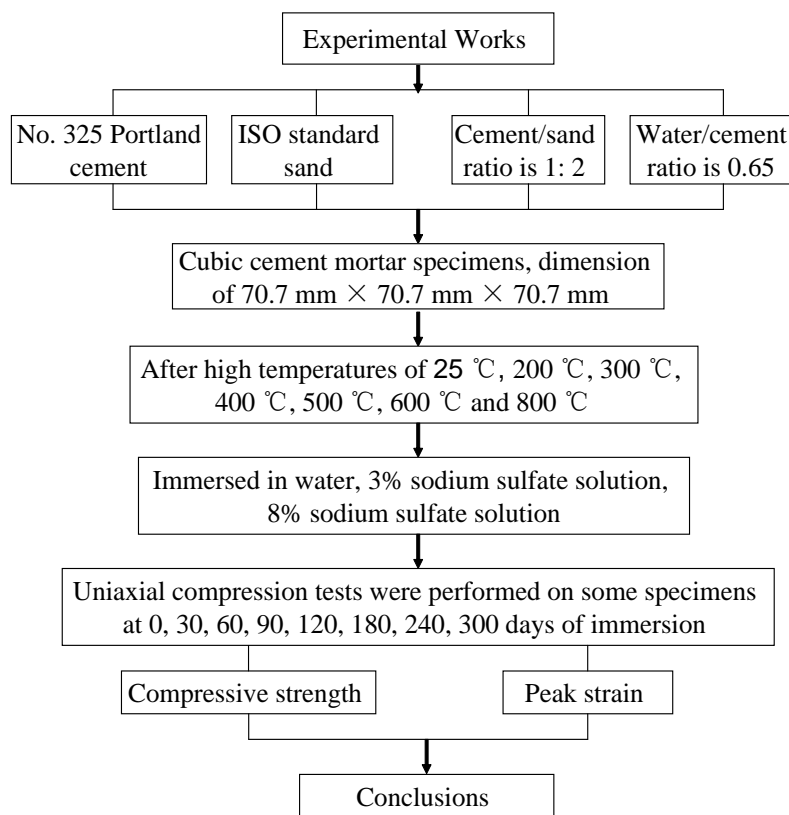 Experimental Works
No. 325 Portland
cement
ISO standard
sand
Cement/sand
ratio is 1: 2
Water/cement
ratio is 0.65
Cubic cement mortar specimens, dimension
of 70.7 mm × 70.7 mm × 70.7 mm
After high temperatures of 25 ℃, 200 ℃, 300 ℃,
400 ℃, 500 ℃, 600 ℃ and 800 ℃
Immersed in water, 3% sodium sulfate solution,
8% sodium sulfate solution
Uniaxial compression tests were performed on some specimens
at 0, 30, 60, 90, 120, 180, 240, 300 days of immersion
Compressive strength
Peak strain
Conclusions